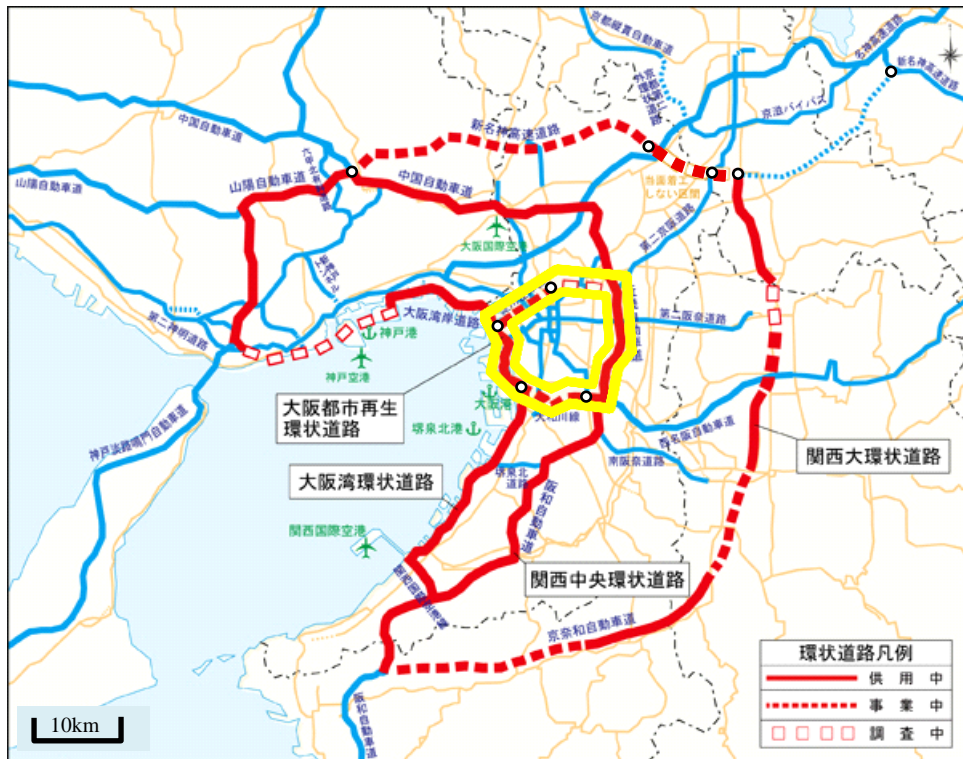 京都縦貫自動車道
名神高速道路
新名神高速道路
京滋バイパス
新名神高速道路
中国自動車道
山陽自動車道
山陽自動車道
中国自動車道
当面着工
しない区間
第二京阪道路
大阪国際空港
第二神明道路
大阪湾岸道路
第二阪奈道路
神戸港
神戸空港
大阪都市再生
環状道路
大阪港
大和川線
堺泉北港
西名阪自動車道
神戸淡路鳴門自動車道
関西大環状道路
南阪奈道路
堺泉北
道路
大阪湾環状道路
阪和自動車道
関西国際空港
関西中央環状道路
京奈和自動車道
阪和自動車道
環状道路凡例
供用中
事業中
調査中
10km